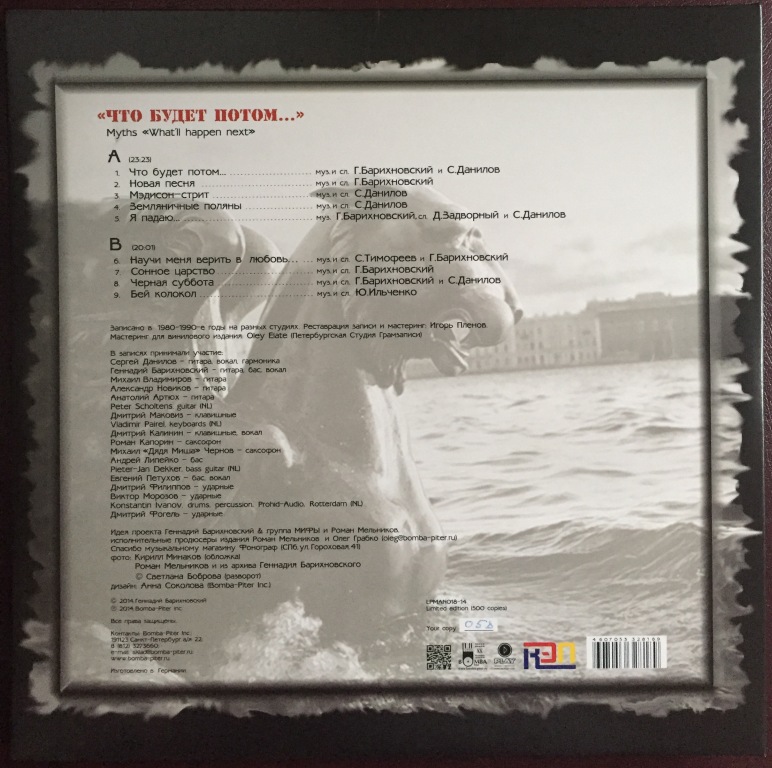 «ЧТО БУДЕТ ПОТОМ...»
Myths «What'll happen next»
A (23:23)
1. Что будет потом... муз.и сл. Г.Барихновский и С.Данилов
2. Новая песня муз.и сл. Г.Барихновский
3. Мэдисон-стрит муз.и сл. С.Данилов
4. Земляничные поляны муз.и сл. С.Данилов
5. Я падаю... муз. Г.Барихновский,сл. Д.Задворный и С.Данилов
B (20:01)
6. Научи меня верить в любовь... муз.и сл. С.Тимофеев и Г.Барихновский
7. Сонное царство муз.и сл. Г.Барихновский
8. Черная суббота муз.и сл. Г.Барихновский и С.Данилов
9. Бей колокол муз.и сл. Ю.Ильченко
Записано в 1980-1990-е годы на разных студиях. Реставрация записи и мастеринг: Игорь Пленов.
Мастеринг для винилового издания: Oley Elate (Петербургская Студия Грамзаписи)
В записях принимали участие:
Сергей Данилов - гитара, вокал, гармоника
Геннадий Барихновский - гитара, бас, вокал
Михаил Владимиров - гитара
Александр Новиков - гитара
Анатолий Артюх - гитара
Peter Scholtens, guitar (NL)
Дмитрий Маковиз - клавишные
Vladimir Pairel, keyboards (NL)
Дмитрий Калинин - клавишные, вокал
Роман Капорин - саксофон
Михаил «Дядя Миша» Чернов - саксофон
Андрей Липейко - бас
Pieter-Jan Dekker, bass guitar (NL)
Евгений Петухов - бас, вокал
Дмитрий Филиппов - ударные
Виктор Морозов - ударные
Konstantin Ivanov drums, percussion, Prohid-Audio, Rotterdam (NL)
Дмитрий Фогель - ударные
Идея проекта Геннадий Барихновский & группа МИФЫ и Роман Мельников.
исполнительные продюсеры издания Роман Мельников и Олег Грабко (oleg@bomba-piter.ru)
Спасибо музыкальному магазину Фонограф (СПб,ул.Гороховая,41)
фото: Кирилл Минаков (обложка)
Роман Мельников и из архива Геннадия Барихновского
© Светлана Боброва (разворот)
дизайн: Анна Соколова (Bomba-Piter Inc.)
© 2014 Геннадий Барихновский
℗ 2014 Bomba-Piter Inc.
LPMAN018-14
Limited edition (500 copies)
Все права защищены.
Your copy 058
Контакты: Bomba-Piter Inc.
191123 Санкт-Петербург а/я 22.
8 (812) 3273660
www.bomba-piter.ru
Изготовлено в Германии
БОМБА
КЭП